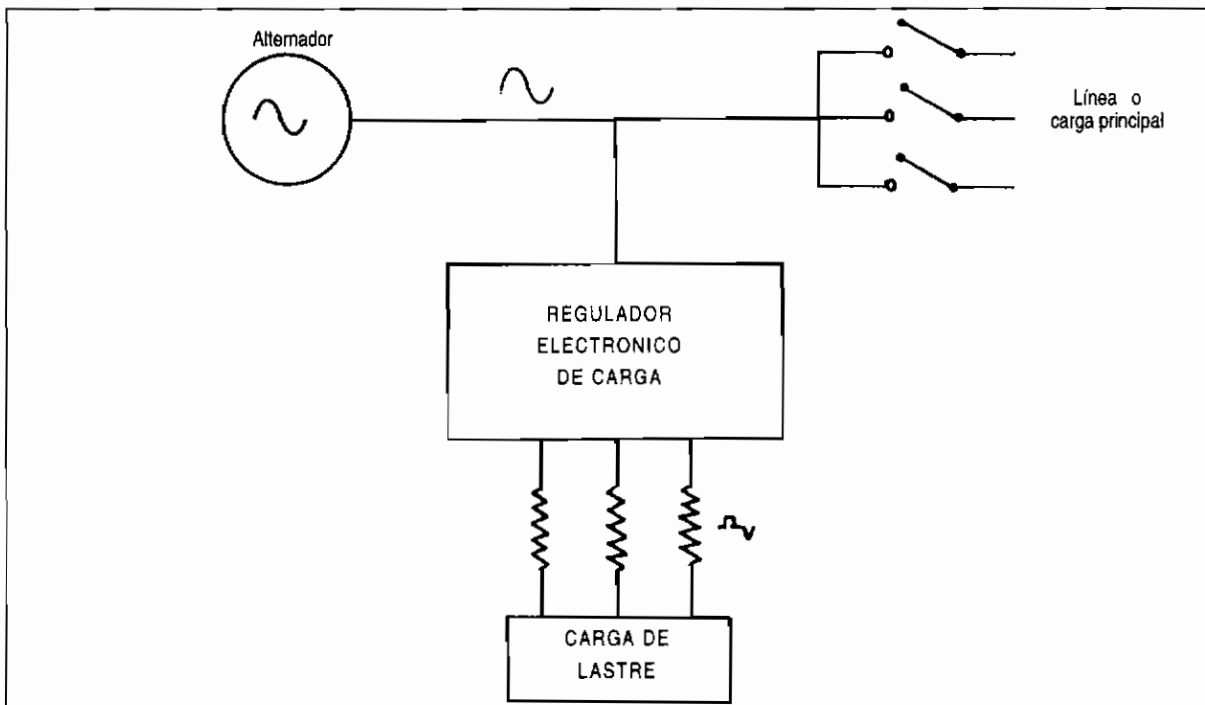 Alternador
Línea o
carga principal
REGULADOR
ELECTRONICO
DE CARGA
CARGA DE
LASTRE